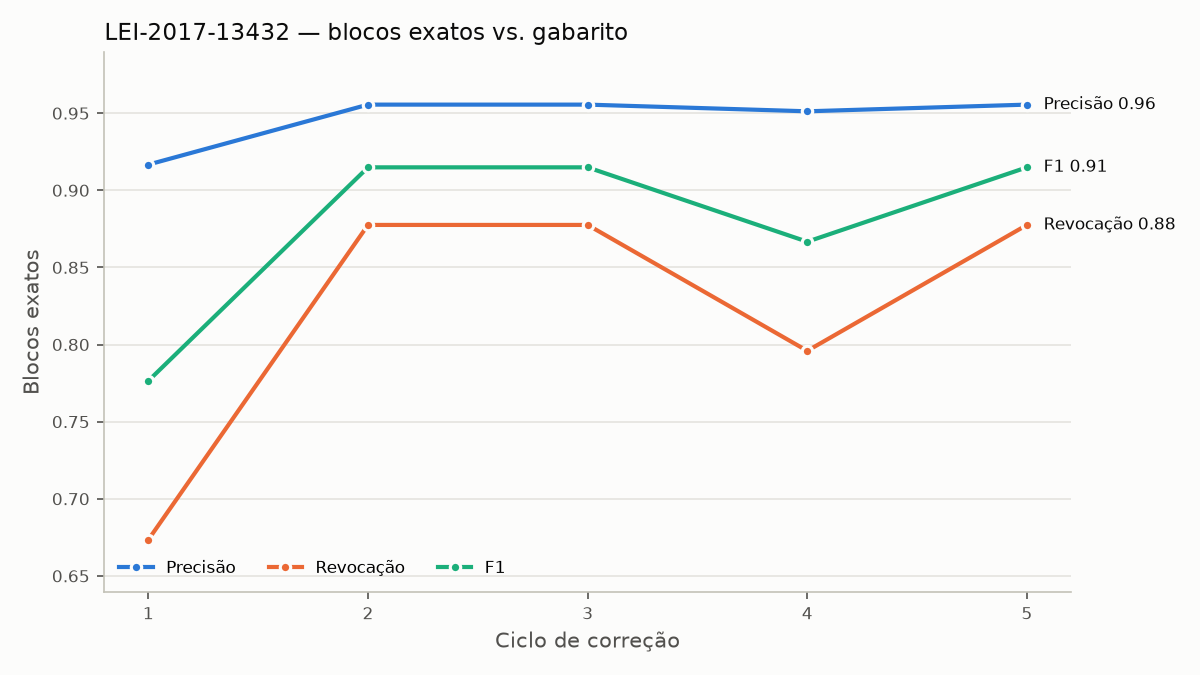 LEI-2017-13432 — blocos exatos vs. gabarito
Blocos exatos
0.95
0.90
0.85
0.80
0.75
0.70
0.65
Precisão 0.96
F1 0.91
Revocação 0.88
Precisão Revocação F1
1 2 3 4 5
Ciclo de correção